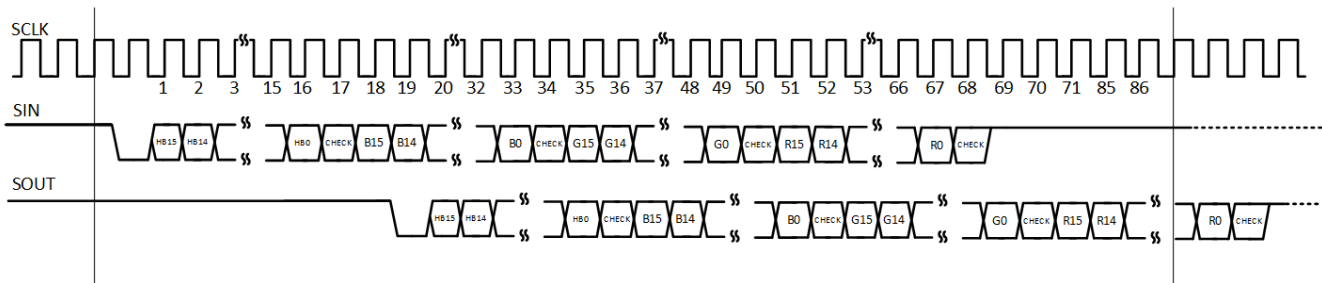 SCLK
1 2 3 15 16 17 18 19 20 32 33 34 35 36 37 48 49 50 51 52 53 66 67 68 69 70 71 85 86
SIN
HB15 HB14 HB0 CHECK B15 B14 B0 CHECK G15 G14 G0 CHECK R15 R14 R0 CHECK
SOUT
HB15 HB14 HB0 CHECK B15 B14 B0 CHECK G15 G14 G0 CHECK R15 R14 R0 CHECK